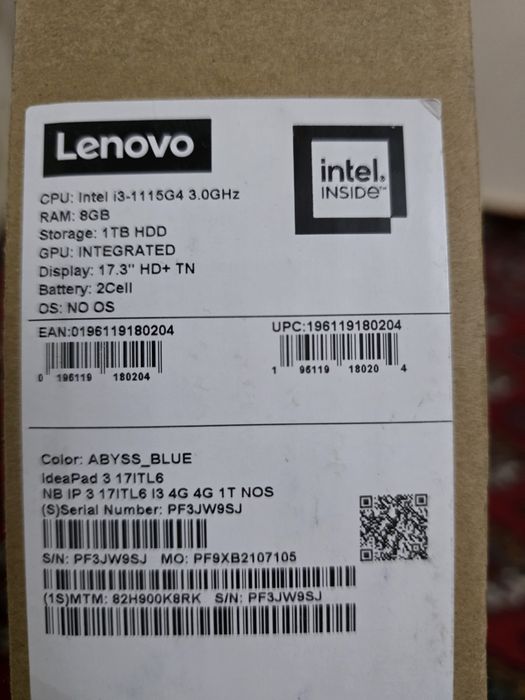 Lenovo
intel.
INSIDE™
CPU: Intel i3-1115G4 3.0GHz
RAM: 8GB
Storage: 1TB HDD
GPU: INTEGRATED
Display: 17.3" HD+ TN
Battery: 2Cell
OS: NO OS
EAN:0196119180204
UPC:196119180204
0 196119 180204
1 96119 18020 4
Color: ABYSS_BLUE
IdeaPad 3 17ITL6
NB IP 3 17ITL6 I3 4G 4G 1T NOS
(S)Serial Number: PF3JW9SJ
S/N: PF3JW9SJ MO: PF9XB2107105
(1S)MTM: 82H900K8RK S/N: PF3JW9SJ